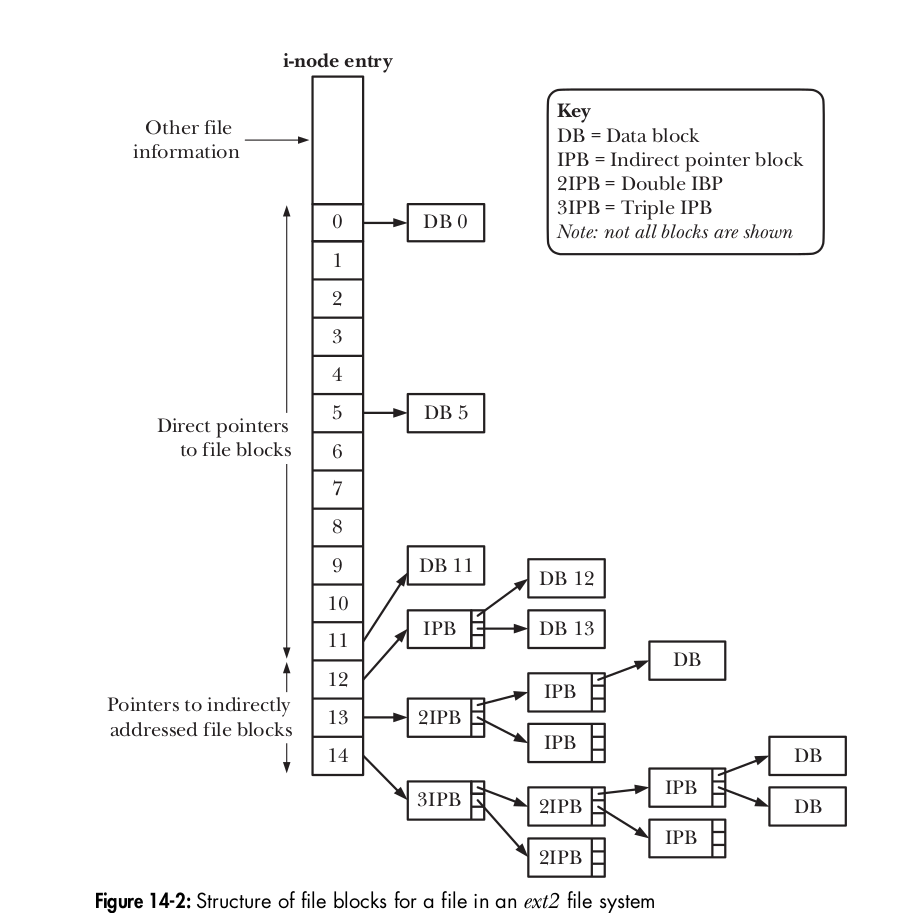 i-node entry
Other file
information
Key
DB = Data block
IPB = Indirect pointer block
2IPB = Double IBP
3IPB = Triple IPB
Note: not all blocks are shown
0
DB 0
1
2
3
4
5
DB 5
Direct pointers
to file blocks
6
7
8
9
DB 11
DB 12
10
11
IPB
DB 13
12
DB
Pointers to indirectly
addressed file blocks
13
2IPB
IPB
IPB
14
DB
3IPB
2IPB
IPB
DB
IPB
2IPB
Figure 14-2: Structure of file blocks for a file in an ext2 file system